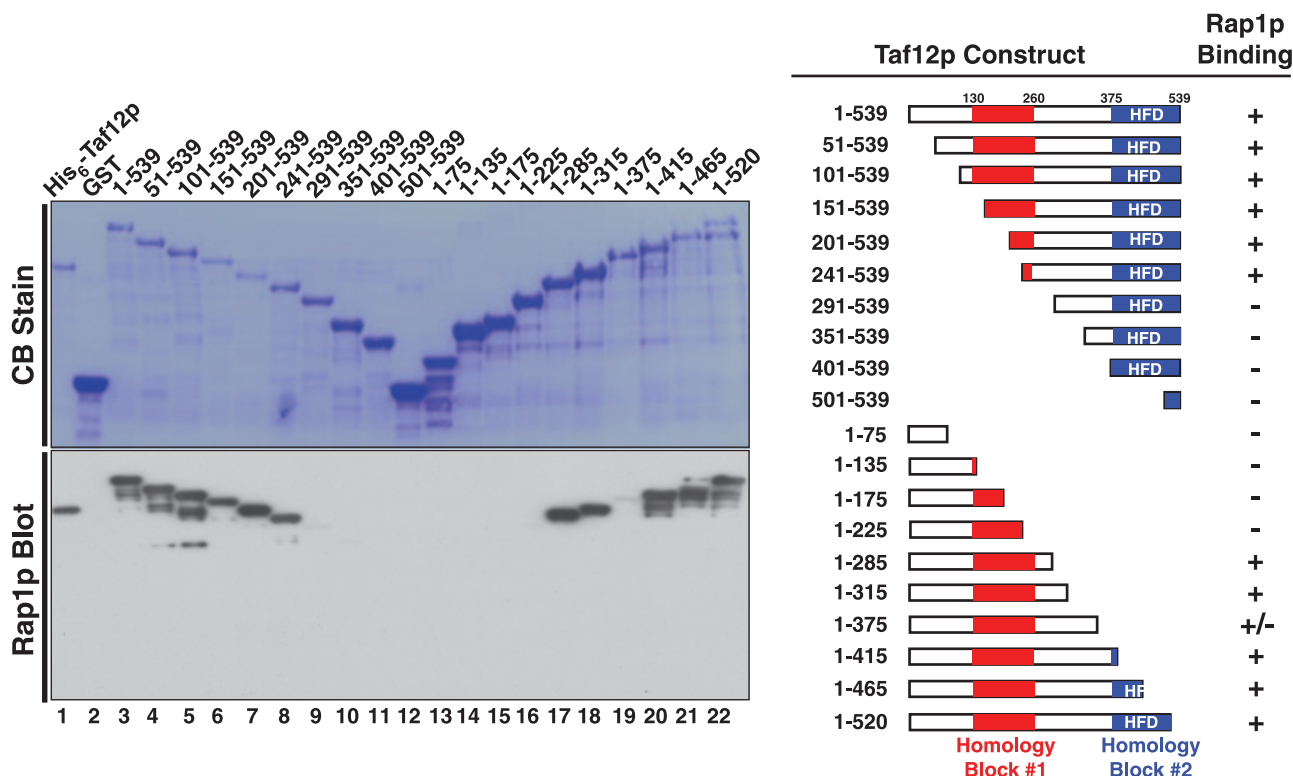 His6-Taf12p
GST
1-539
51-539
101-539
151-539
201-539
241-539
291-539
351-539
401-539
501-539
1-75
1-135
1-175
1-225
1-285
1-315
1-375
1-415
1-465
1-520
CB Stain
Rap1p Blot
1 2 3 4 5 6 7 8 9 10 11 12 13 14 15 16 17 18 19 20 21 22
Rap1p
Taf12p Construct Binding
130 260 375 539
1-539 HFD +
51-539 HFD +
101-539 HFD +
151-539 HFD +
201-539 HFD +
241-539 HFD +
291-539 HFD -
351-539 HFD -
401-539 HFD -
501-539 -
1-75 -
1-135 -
1-175 -
1-225 -
1-285 +
1-315 +
1-375 +/-
1-415 +
1-465 HF +
1-520 HFD +
Homology Homology
Block #1 Block #2